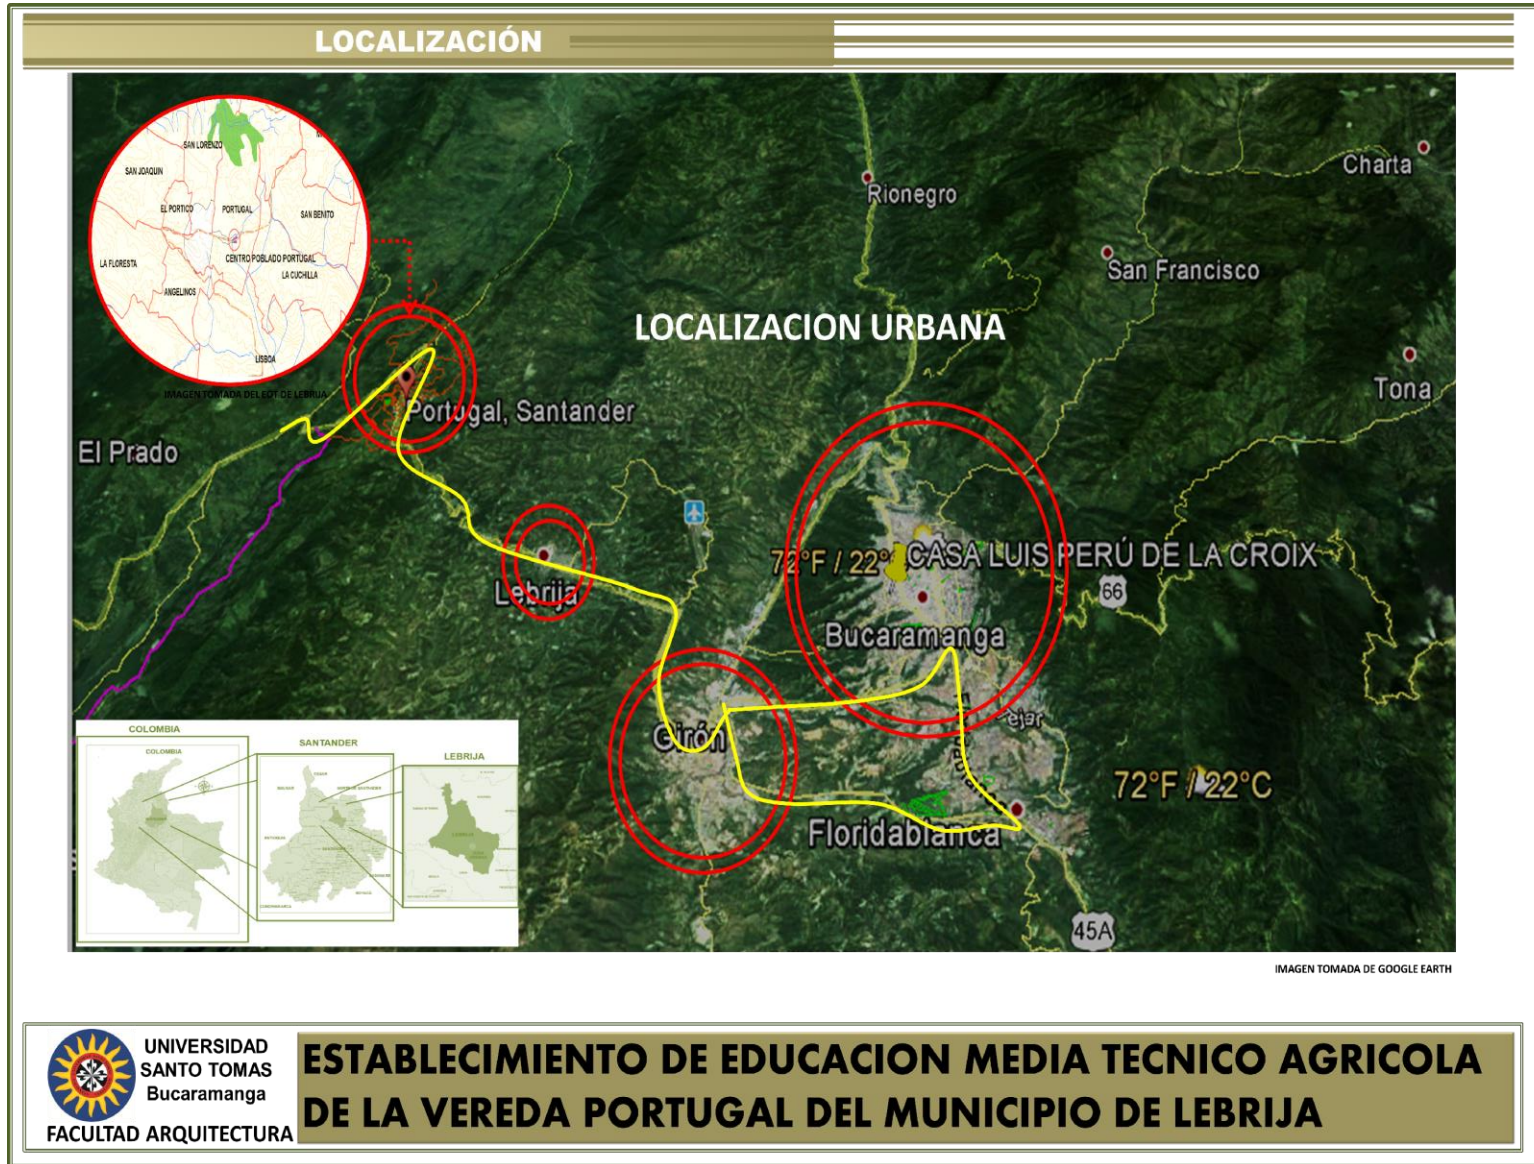 LOCALIZACIÓN
SAN LORENZO
SAN JOAQUIN
EL PORTICO
PORTUGAL
SAN BENITO
LA FLORESTA
CENTRO POBLADO PORTUGAL
LA CUCHILLA
ANGELINOS
LISBOA
IMAGEN TOMADA DEL EOT DE LEBRIJA
Charta
Rionegro
San Francisco
LOCALIZACION URBANA
Tona
Portugal, Santander
El Prado
72°F / 22°
CASA LUIS PERÚ DE LA CROIX
66
Lebrija
Bucaramanga
Girón
ejar
72°F / 22°C
Floridablanca
45A
COLOMBIA
COLOMBIA
SANTANDER
LEBRIJA
IMAGEN TOMADA DE GOOGLE EARTH
UNIVERSIDAD
SANTO TOMAS
Bucaramanga
FACULTAD ARQUITECTURA
ESTABLECIMIENTO DE EDUCACION MEDIA TECNICO AGRICOLA
DE LA VEREDA PORTUGAL DEL MUNICIPIO DE LEBRIJA